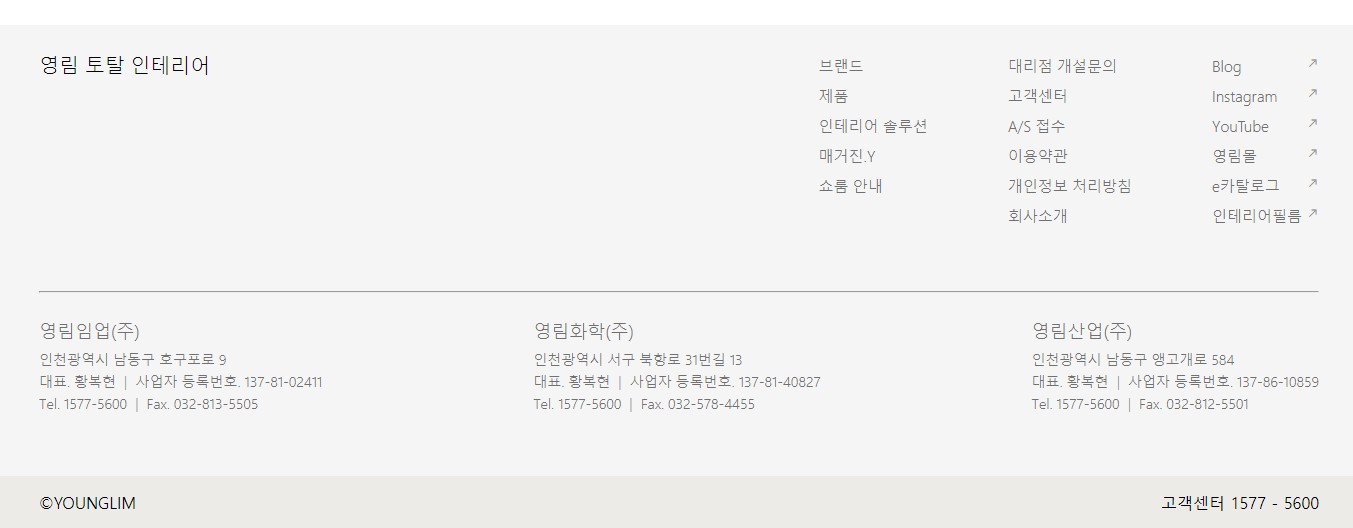 영림 토탈 인테리어
브랜드
제품
인테리어 솔루션
매거진.Y
쇼룸 안내
대리점 개설문의
고객센터
A/S 접수
이용약관
개인정보 처리방침
회사소개
Blog
Instagram
YouTube
영림몰
e카탈로그
인테리어필름
영림임업(주)
인천광역시 남동구 호구포로 9
대표. 황복현 | 사업자 등록번호. 137-81-02411
Tel. 1577-5600 | Fax. 032-813-5505
영림화학(주)
인천광역시 서구 북항로 31번길 13
대표. 황복현 | 사업자 등록번호. 137-81-40827
Tel. 1577-5600 | Fax. 032-578-4455
영림산업(주)
인천광역시 남동구 앵고개로 584
대표. 황복현 | 사업자 등록번호. 137-86-10859
Tel. 1577-5600 | Fax. 032-812-5501
©YOUNGLIM
고객센터 1577 - 5600